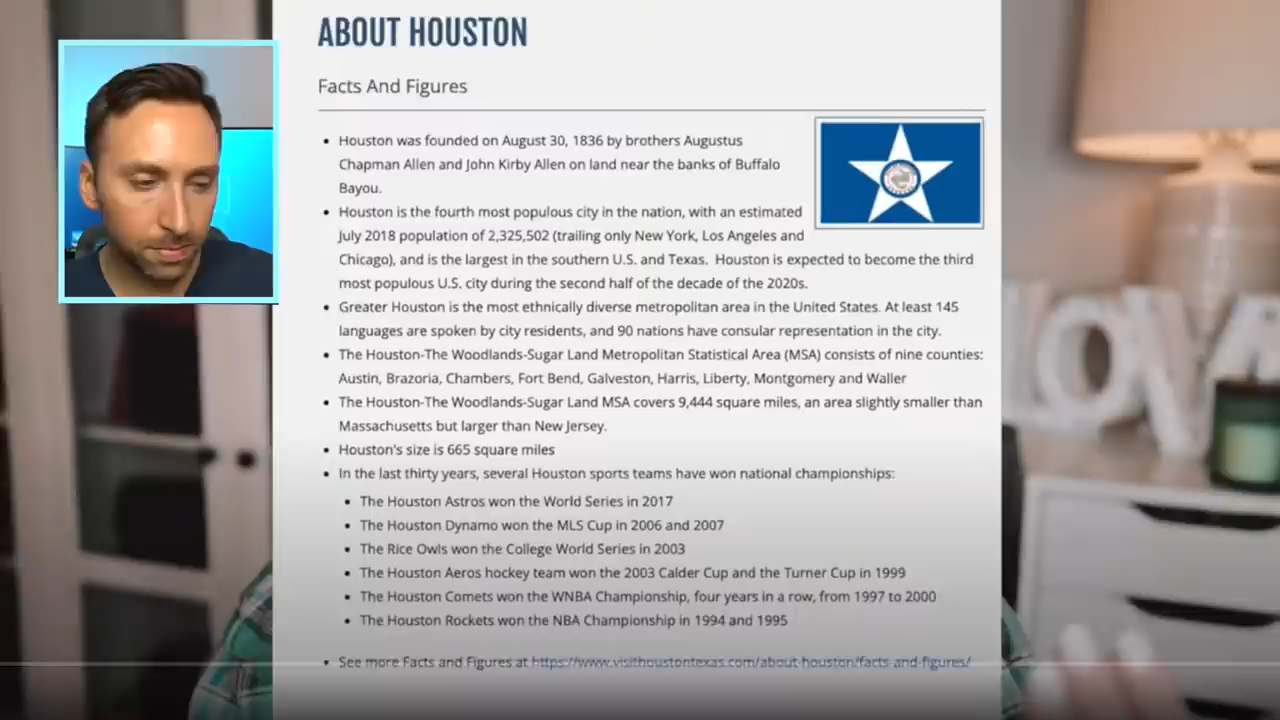 ABOUT HOUSTON
Facts And Figures
• Houston was founded on August 30, 1836 by brothers Augustus
Chapman Allen and John Kirby Allen on land near the banks of Buffalo
Bayou.
• Houston is the fourth most populous city in the nation, with an estimated
July 2018 population of 2,325,502 (trailing only New York, Los Angeles and
Chicago), and is the largest in the southern U.S. and Texas. Houston is expected to become the third
most populous U.S. city during the second half of the decade of the 2020s.
• Greater Houston is the most ethnically diverse metropolitan area in the United States. At least 145
languages are spoken by city residents, and 90 nations have consular representation in the city.
• The Houston-The Woodlands-Sugar Land Metropolitan Statistical Area (MSA) consists of nine counties:
Austin, Brazoria, Chambers, Fort Bend, Galveston, Harris, Liberty, Montgomery and Waller
• The Houston-The Woodlands-Sugar Land MSA covers 9,444 square miles, an area slightly smaller than
Massachusetts but larger than New Jersey.
• Houston's size is 665 square miles
• In the last thirty years, several Houston sports teams have won national championships:
• The Houston Astros won the World Series in 2017
• The Houston Dynamo won the MLS Cup in 2006 and 2007
• The Rice Owls won the College World Series in 2003
• The Houston Aeros hockey team won the 2003 Calder Cup and the Turner Cup in 1999
• The Houston Comets won the WNBA Championship, four years in a row, from 1997 to 2000
• The Houston Rockets won the NBA Championship in 1994 and 1995
• See more Facts and Figures at https://www.visithoustontexas.com/about-houston/facts-and-figures/
LOVA